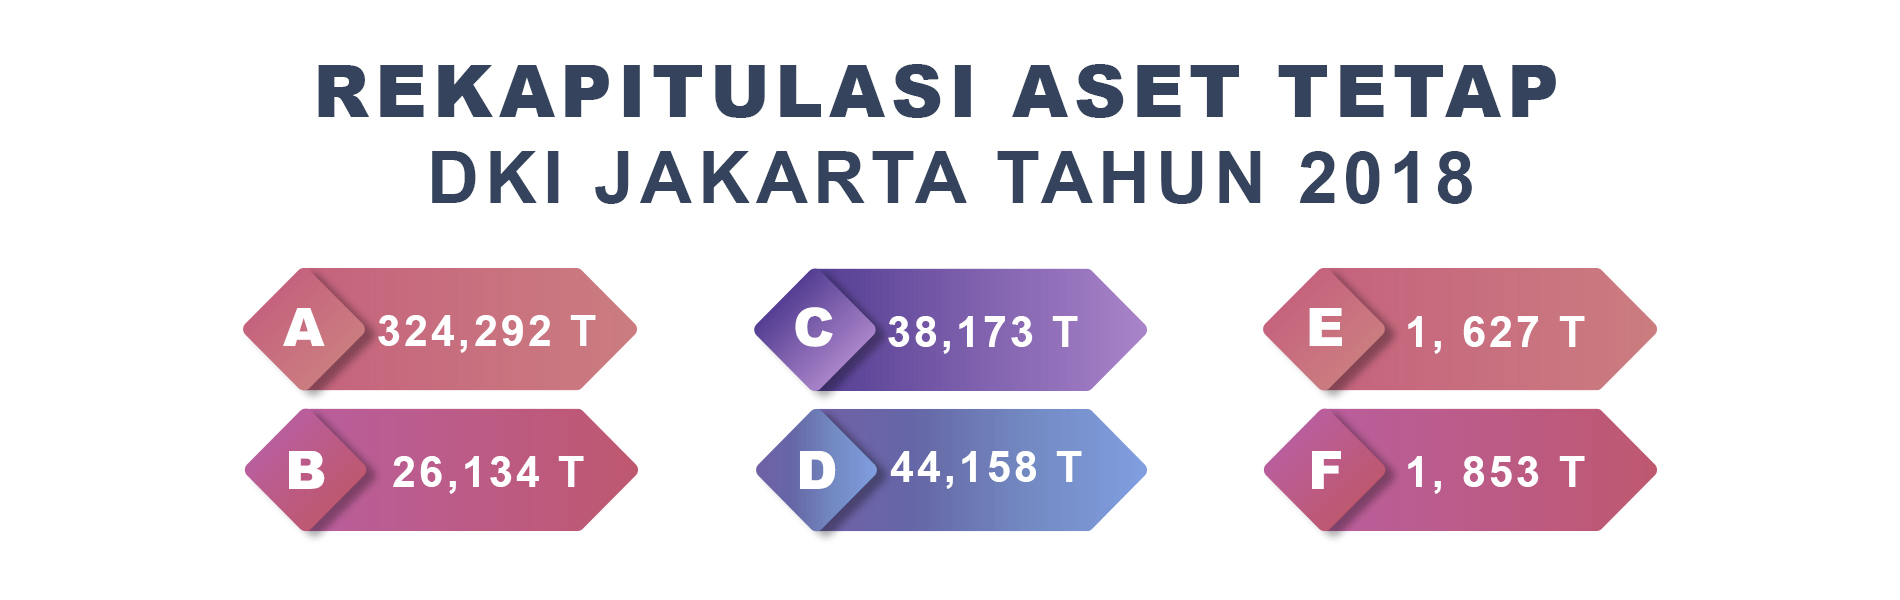 REKAPITULASI ASET TETAP
DKI JAKARTA TAHUN 2018
A 324,292 T
B 26,134 T
C 38,173 T
D 44,158 T
E 1, 627 T
F 1, 853 T